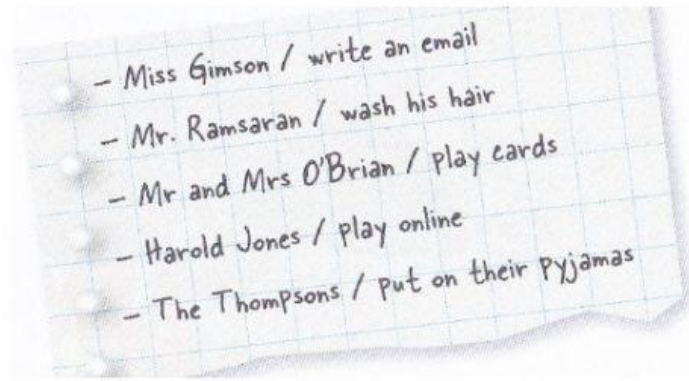 - Miss Gimson / write an email
- Mr. Ramsaran / wash his hair
- Mr and Mrs O'Brian / play cards
- Harold Jones / play online
- The Thompsons / put on their pyjamas